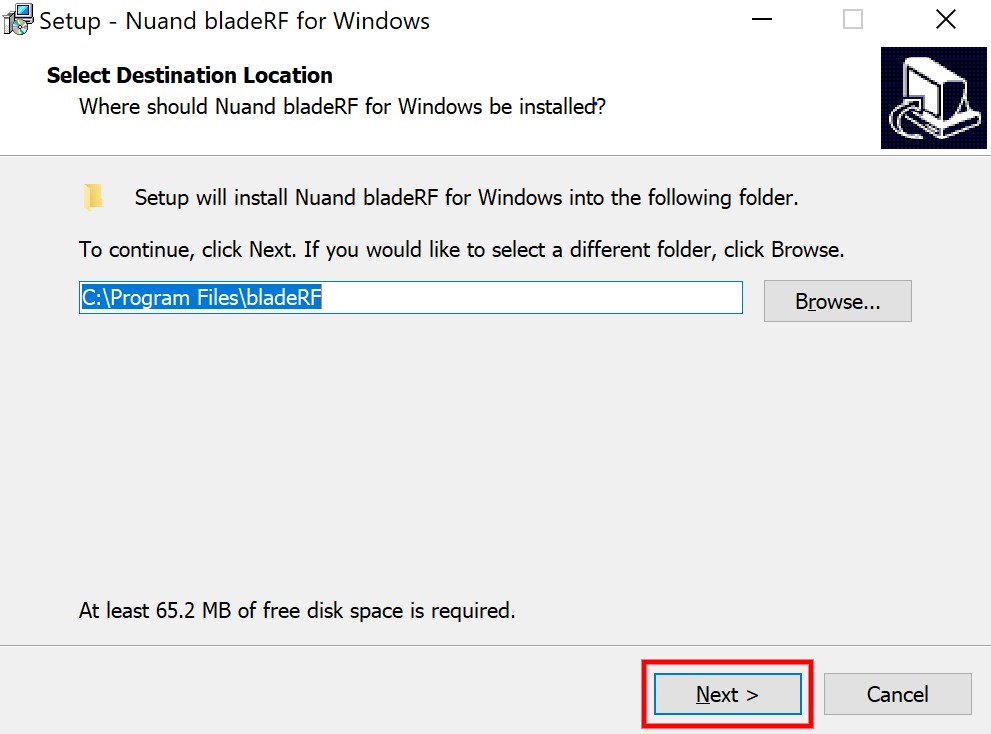 Setup - Nuand bladeRF for Windows
Select Destination Location
Where should Nuand bladeRF for Windows be installed?
Setup will install Nuand bladeRF for Windows into the following folder.
To continue, click Next. If you would like to select a different folder, click Browse.
C:\Program Files\bladeRF
Browse...
At least 65.2 MB of free disk space is required.
Next >
Cancel